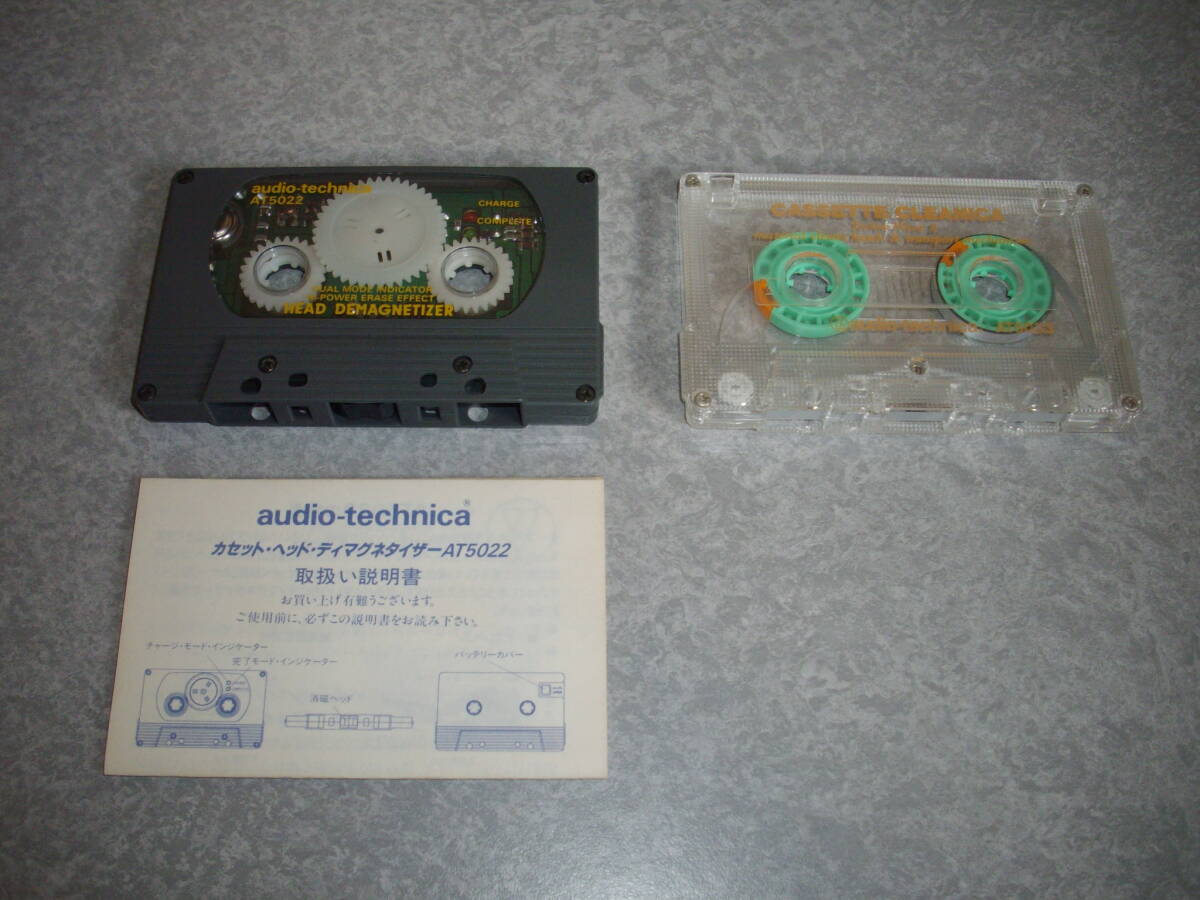 audio-technica
AT5022
CHARGE
COMPLETE
DUAL MODE INDICATOR
-POWER ERASE EFFECT
HEAD DEMAGNETIZER
CASSETTE CLEANICA
audio-technica
audio-technica®
カセット・ヘッド・ディマグネタイザーAT5022
取扱い説明書
お買い上げ有難うございます。
ご使用前に、必ずこの説明書をお読み下さい。
チャージ・モード・インジケーター
完了モード・インジケーター
バッテリーカバー
消磁ヘッド